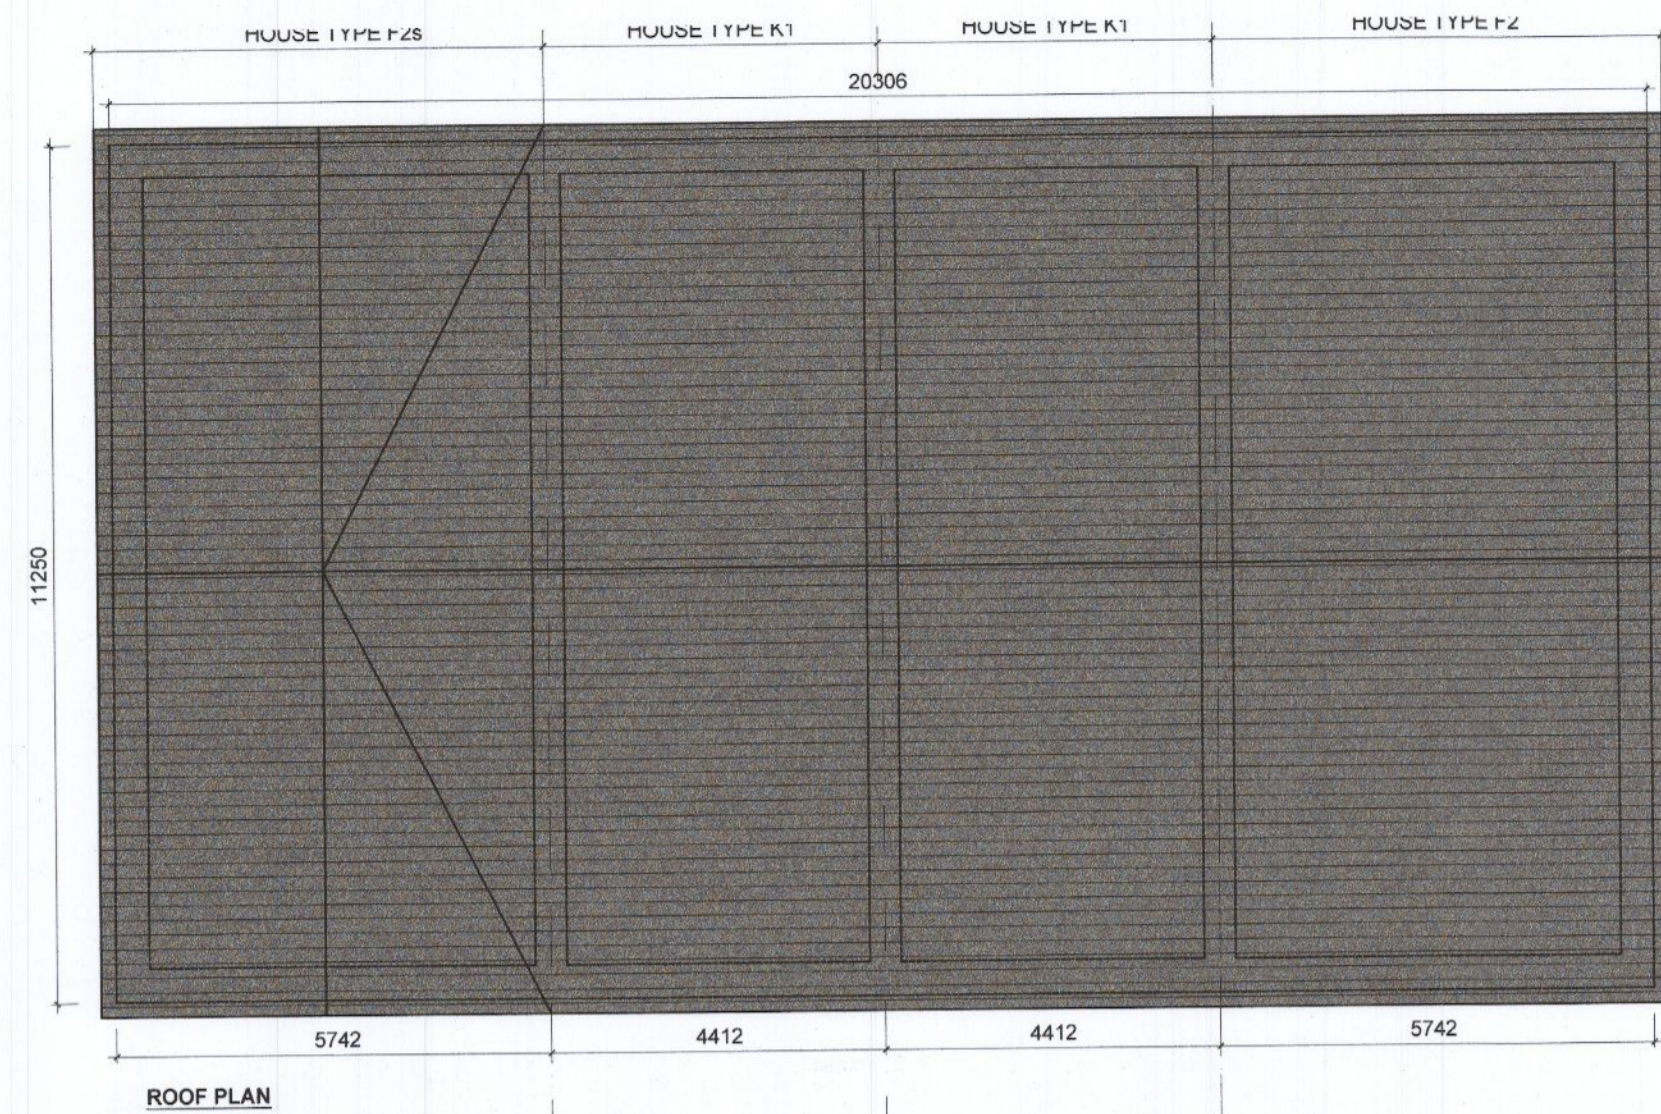 HOUSE TYPE F2s
HOUSE TYPE K1
HOUSE TYPE K1
HOUSE TYPE F2
20306
11250
5742
4412
4412
5742
ROOF PLAN